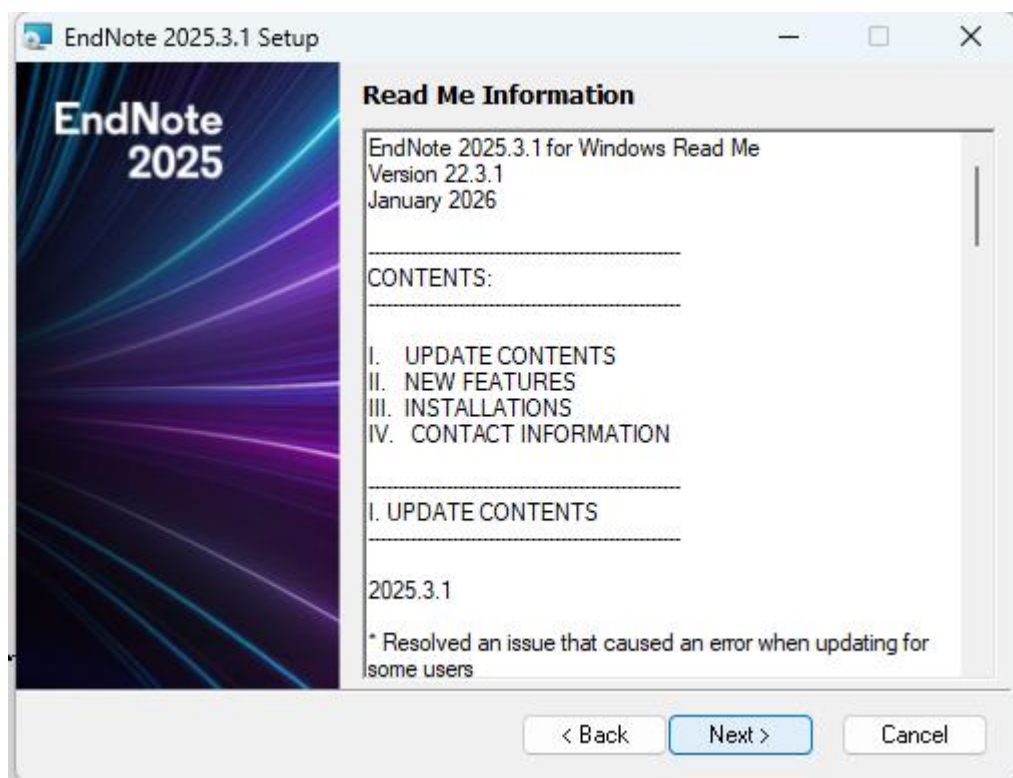 EndNote 2025.3.1 Setup
EndNote
2025
Read Me Information
EndNote 2025.3.1 for Windows Read Me
Version 22.3.1
January 2026
---------------------------------------------------------
CONTENTS:
---------------------------------------------------------
I. UPDATE CONTENTS
II. NEW FEATURES
III. INSTALLATIONS
IV. CONTACT INFORMATION
---------------------------------------------------------
I. UPDATE CONTENTS
---------------------------------------------------------
2025.3.1
* Resolved an issue that caused an error when updating for
some users
< Back
Next >
Cancel